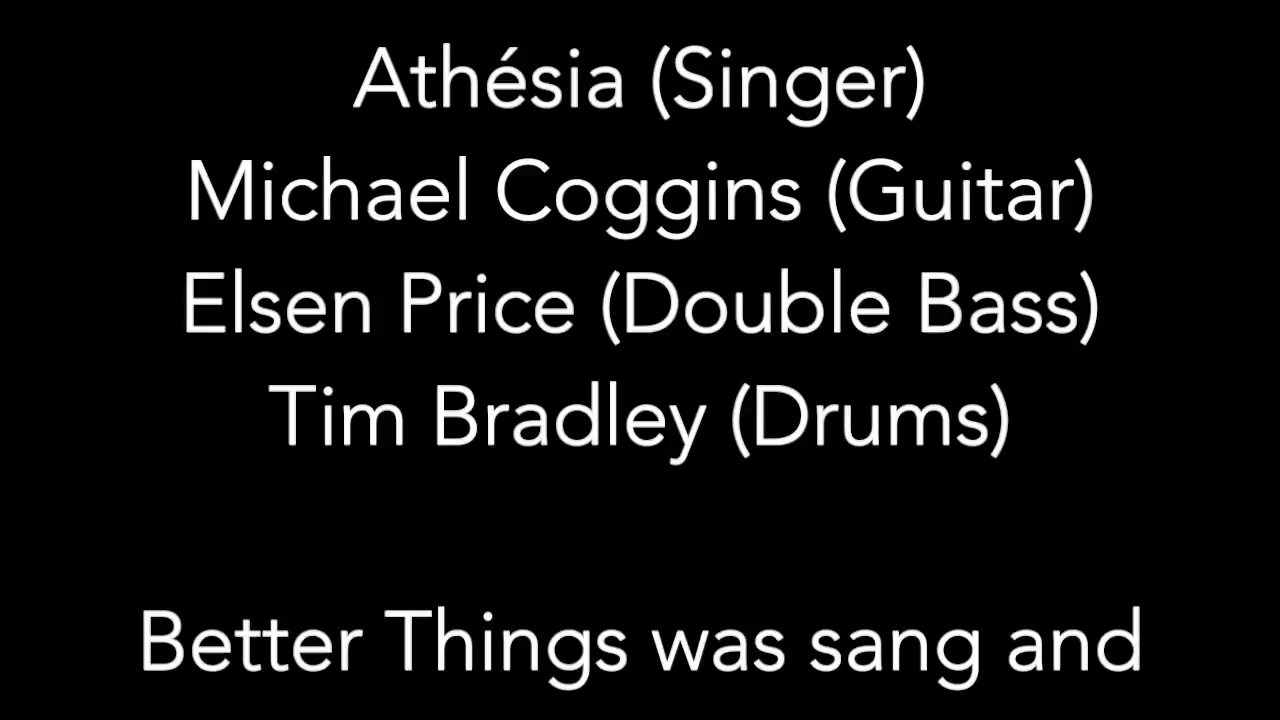 Athésia (Singer)
Michael Coggins (Guitar)
Elsen Price (Double Bass)
Tim Bradley (Drums)
Better Things was sang and